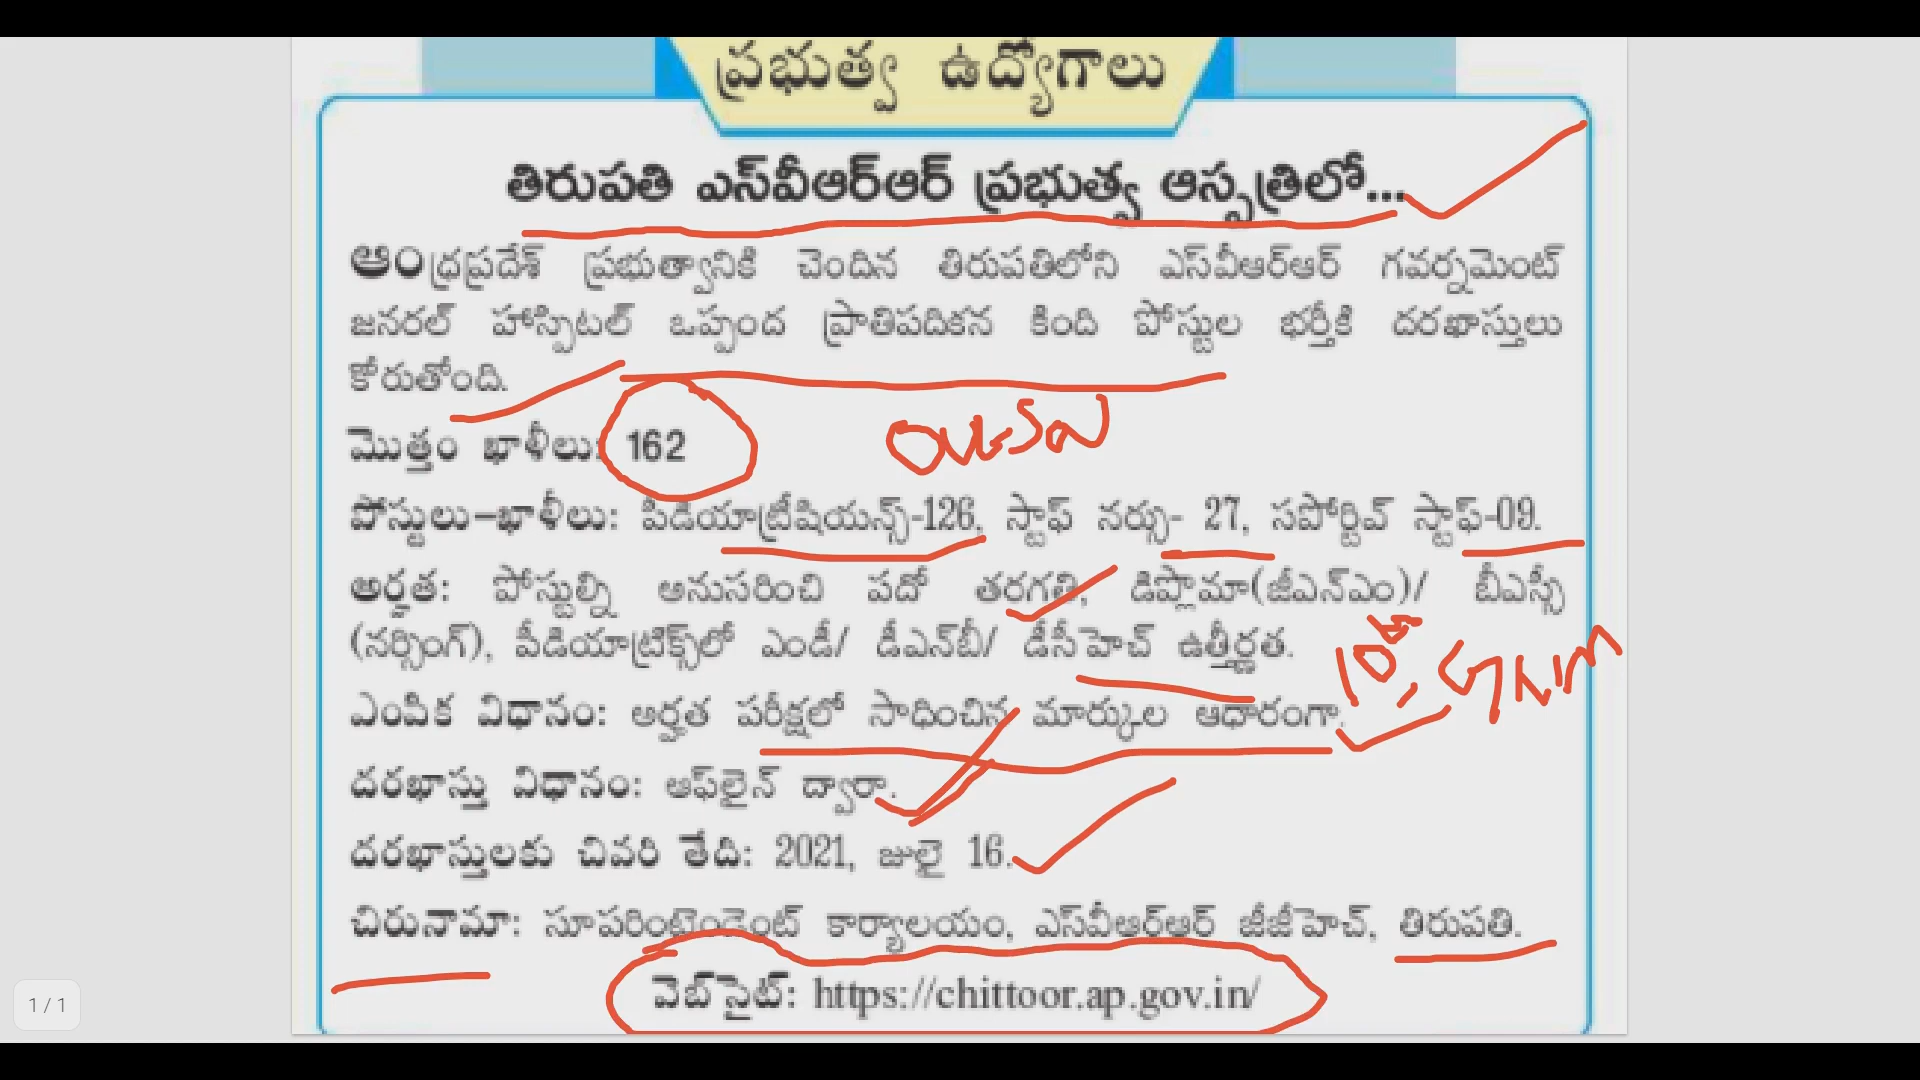 ప్రభుత్వ ఉద్యోగాలు
తిరుపతి ఎస్‌వీఆర్ఆర్ ప్రభుత్వ ఆస్పత్రిలో...
ఆంధ్రప్రదేశ్ ప్రభుత్వానికి చెందిన తిరుపతిలోని ఎస్‌వీఆర్ఆర్ గవర్నమెంట్
జనరల్ హాస్పిటల్ ఒప్పంద ప్రాతిపదికన కింది పోస్టుల భర్తీకి దరఖాస్తులు
కోరుతోంది.
మొత్తం ఖాళీలు: 162
పోస్టులు-ఖాళీలు: పీడియాట్రీషియన్స్-126, స్టాఫ్ నర్సు- 27, సపోర్టివ్ స్టాఫ్-09.
అర్హత: పోస్టుల్ని అనుసరించి పదో తరగతి, డిప్లొమా(జీఎన్ఎం)/ బీఎస్సీ
(నర్సింగ్), పీడియాట్రిక్స్‌లో ఎండీ/ డీఎన్‌బీ/ డీసీహెచ్ ఉత్తీర్ణత.
10th,
ఎంపిక విధానం: అర్హత పరీక్షలో సాధించిన మార్కుల ఆధారంగా.
దరఖాస్తు విధానం: ఆఫ్‌లైన్ ద్వారా.
దరఖాస్తులకు చివరి తేది: 2021, జులై 16.
చిరునామా: సూపరింటెండెంట్ కార్యాలయం, ఎస్‌వీఆర్ఆర్ జీజీహెచ్, తిరుపతి.
వెబ్‌సైట్: https://chittoor.ap.gov.in/
1 / 1